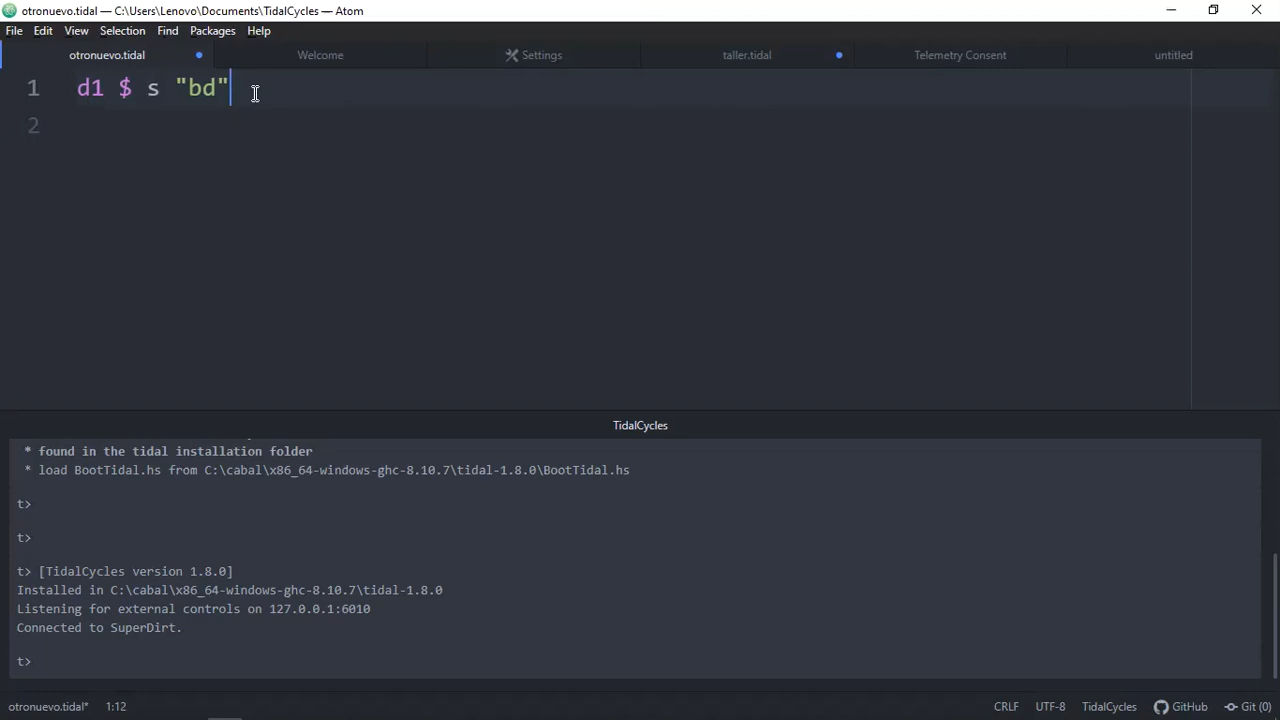 otronuevo.tidal — C:\Users\Lenovo\Documents\TidalCycles — Atom
File Edit View Selection Find Packages Help
otronuevo.tidal Welcome Settings taller.tidal Telemetry Consent untitled
1 d1 $ s "bd"
2
TidalCycles
* found in the tidal installation folder
* load BootTidal.hs from C:\cabal\x86_64-windows-ghc-8.10.7\tidal-1.8.0\BootTidal.hs
t>
t>
t> [TidalCycles version 1.8.0]
Installed in C:\cabal\x86_64-windows-ghc-8.10.7\tidal-1.8.0
Listening for external controls on 127.0.0.1:6010
Connected to SuperDirt.
t>
otronuevo.tidal* 1:12 CRLF UTF-8 TidalCycles GitHub Git (0)